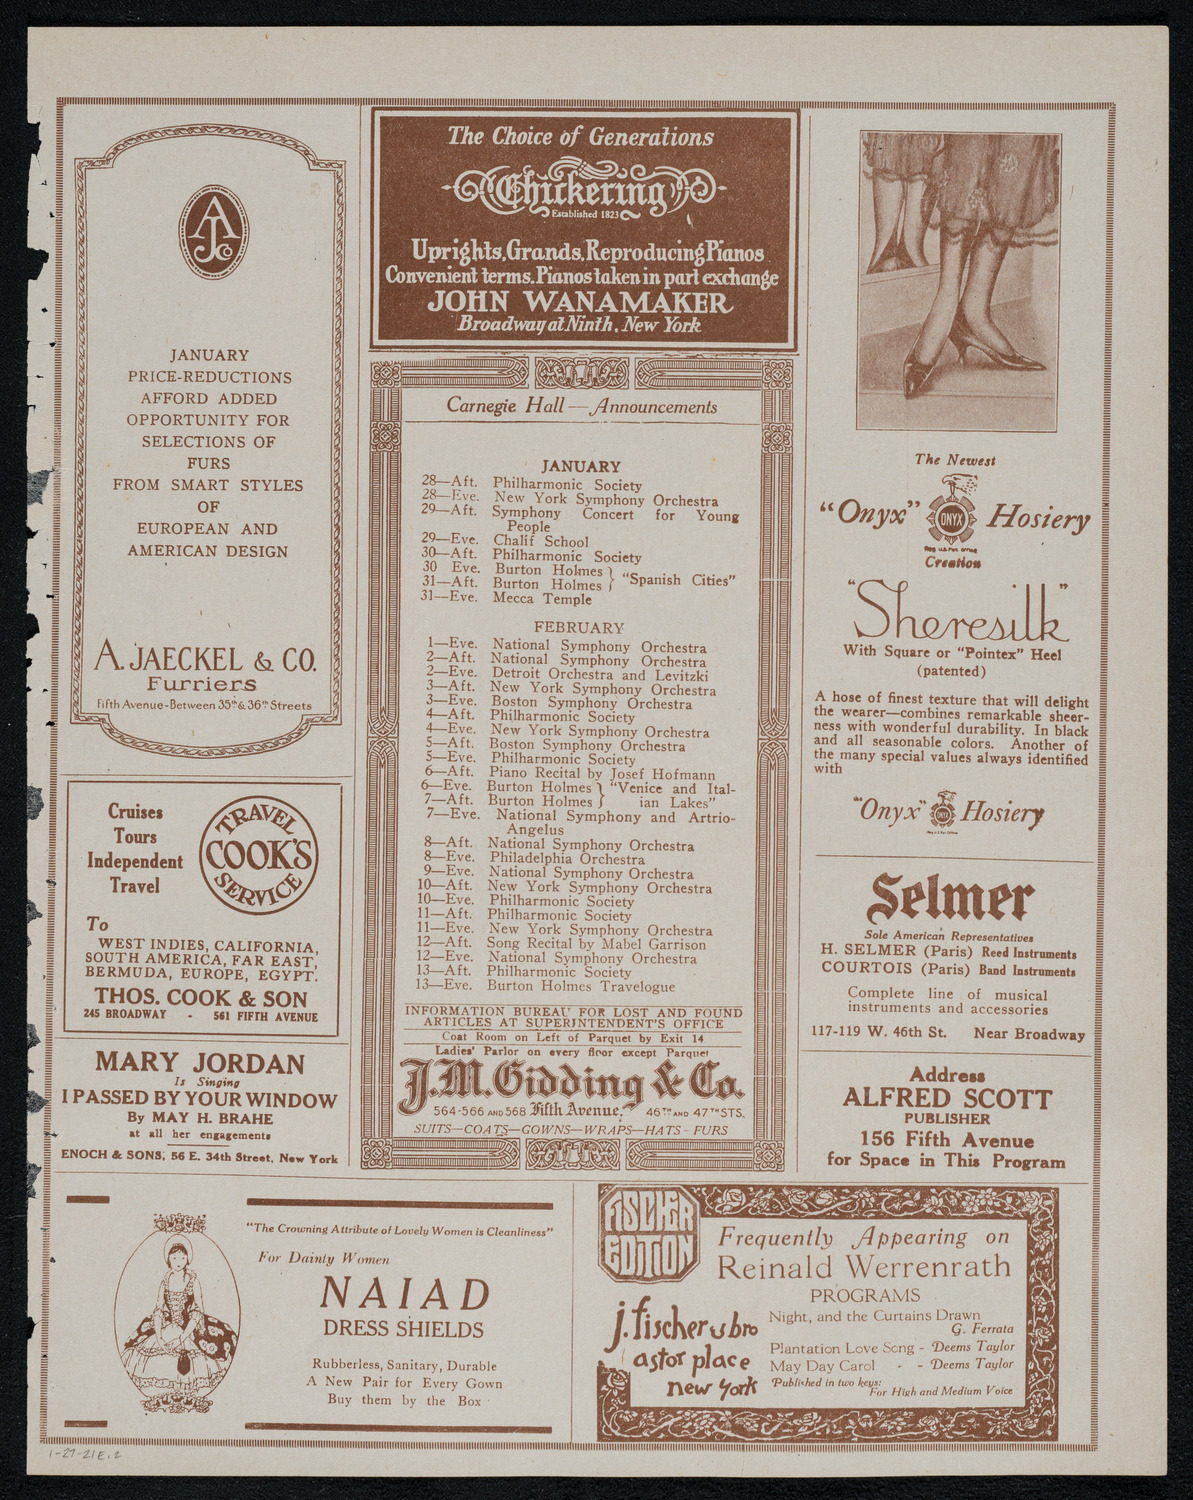 AJCo
JANUARY
PRICE-REDUCTIONS
AFFORD ADDED
OPPORTUNITY FOR
SELECTIONS OF
FURS
FROM SMART STYLES
OF
EUROPEAN AND
AMERICAN DESIGN
A. JAECKEL & CO.
Furriers
Fifth Avenue-Between 35th & 36th Streets
Cruises
Tours
Independent
Travel
TRAVEL
COOK'S
SERVICE
To
WEST INDIES, CALIFORNIA,
SOUTH AMERICA, FAR EAST,
BERMUDA, EUROPE, EGYPT.
THOS. COOK & SON
245 BROADWAY - 561 FIFTH AVENUE
MARY JORDAN
Is Singing
I PASSED BY YOUR WINDOW
By MAY H. BRAHE
at all her engagements
ENOCH & SONS, 56 E. 34th Street, New York
The Choice of Generations
Chickering
Established 1823
Uprights, Grands, Reproducing Pianos
Convenient terms. Pianos taken in part exchange
JOHN WANAMAKER
Broadway at Ninth, New York
Carnegie Hall — Announcements
JANUARY
28—Aft. Philharmonic Society
28—Eve. New York Symphony Orchestra
29—Aft. Symphony Concert for Young
People
29—Eve. Chalif School
30—Aft. Philharmonic Society
30 Eve. Burton Holmes } "Spanish Cities"
31—Aft. Burton Holmes }
31—Eve. Mecca Temple
FEBRUARY
1—Eve. National Symphony Orchestra
2—Aft. National Symphony Orchestra
2—Eve. Detroit Orchestra and Levitzki
3—Aft. New York Symphony Orchestra
3—Eve. Boston Symphony Orchestra
4—Aft. Philharmonic Society
4—Eve. New York Symphony Orchestra
5—Aft. Boston Symphony Orchestra
5—Eve. Philharmonic Society
6—Aft. Piano Recital by Josef Hofmann
6—Eve. Burton Holmes } "Venice and Ital-
7—Aft. Burton Holmes } ian Lakes"
7—Eve. National Symphony and Artrio-
Angelus
8—Aft. National Symphony Orchestra
8—Eve. Philadelphia Orchestra
9—Eve. National Symphony Orchestra
10—Aft. New York Symphony Orchestra
10—Eve. Philharmonic Society
11—Aft. Philharmonic Society
11—Eve. New York Symphony Orchestra
12—Aft. Song Recital by Mabel Garrison
12—Eve. National Symphony Orchestra
13—Aft. Philharmonic Society
13—Eve. Burton Holmes Travelogue
INFORMATION BUREAU FOR LOST AND FOUND
ARTICLES AT SUPERINTENDENT'S OFFICE
Coat Room on Left of Parquet by Exit 14
Ladies' Parlor on every floor except Parquet
J.M. Gidding & Co.
564-566 AND 568 Fifth Avenue, 46TH AND 47TH STS.
SUITS—COATS—GOWNS—WRAPS—HATS - FURS
The Newest
"Onyx" ONYX Hosiery
Reg. U.S. Pat. Office
Creation
"Sheresilk"
With Square or "Pointex" Heel
(patented)
A hose of finest texture that will delight
the wearer—combines remarkable sheer-
ness with wonderful durability. In black
and all seasonable colors. Another of
the many special values always identified
with
"Onyx" ONYX Hosiery
Selmer
Sole American Representatives
H. SELMER (Paris) Reed Instruments
COURTOIS (Paris) Band Instruments
Complete line of musical
instruments and accessories
117-119 W. 46th St. Near Broadway
Address
ALFRED SCOTT
PUBLISHER
156 Fifth Avenue
for Space in This Program
"The Crowning Attribute of Lovely Women is Cleanliness"
For Dainty Women
NAIAD
DRESS SHIELDS
Rubberless, Sanitary, Durable
A New Pair for Every Gown
Buy them by the Box
FISCHER
EDITION
j. fischer & bro
astor place
new york
Frequently Appearing on
Reinald Werrenrath
PROGRAMS
Night, and the Curtains Drawn
G. Ferrata
Plantation Love Song - Deems Taylor
May Day Carol - - Deems Taylor
Published in two keys:
For High and Medium Voice
1-27-21E.2